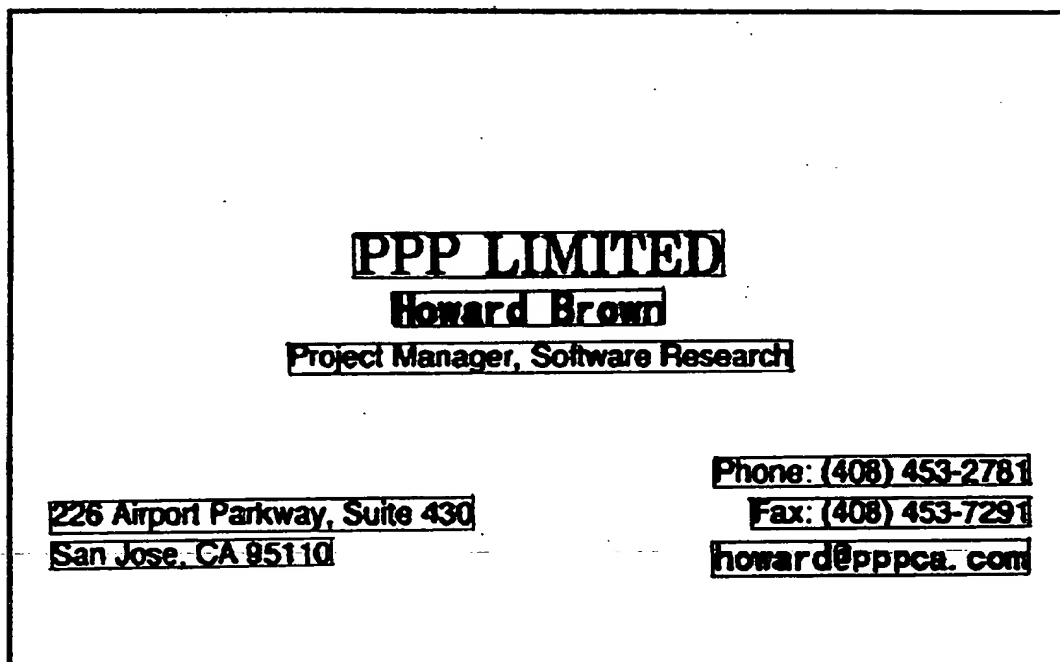 PPP LIMITED
Howard Brown
Project Manager, Software Research
226 Airport Parkway, Suite 430
San Jose, CA 95110
Phone: (408) 453-2781
Fax: (408) 453-7291
howard@pppca. com